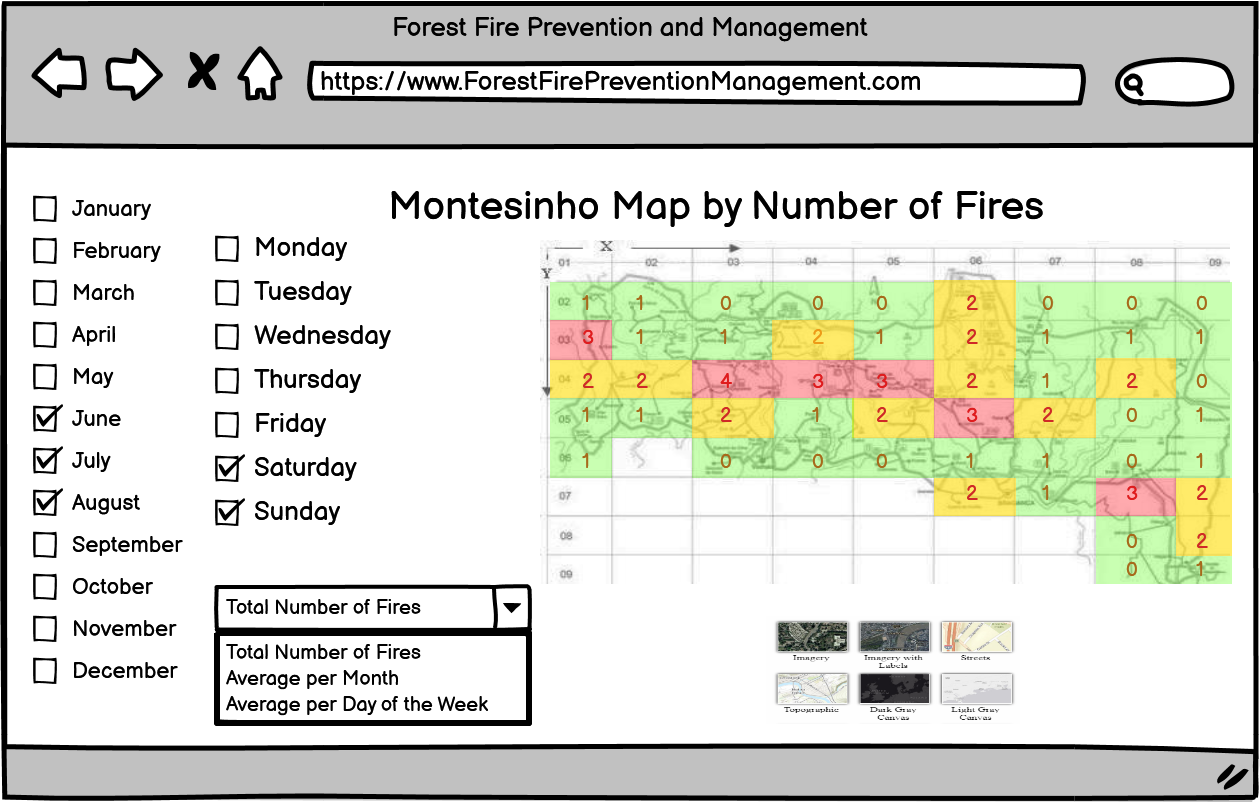 Forest Fire Prevention and Management
https://www.ForestFirePreventionManagement.com
Montesinho Map by Number of Fires
January
February
March
April
May
June
July
August
September
October
November
December
Monday
Tuesday
Wednesday
Thursday
Friday
Saturday
Sunday
Total Number of Fires
Total Number of Fires
Average per Month
Average per Day of the Week
X
Y
01 02 03 04 05 06 07 08 09
02 1 1 0 0 0 2 0 0 0
03 3 1 1 2 1 2 1 1 1
04 2 2 4 3 3 2 1 2 0
05 1 1 2 1 2 3 2 0 1
06 1 0 0 0 1 1 0 1
07 2 1 3 2
08 0 2
09 0 1
Imagery
Imagery with
Labels
Streets
Topographic
Dark Gray
Canvas
Light Gray
Canvas